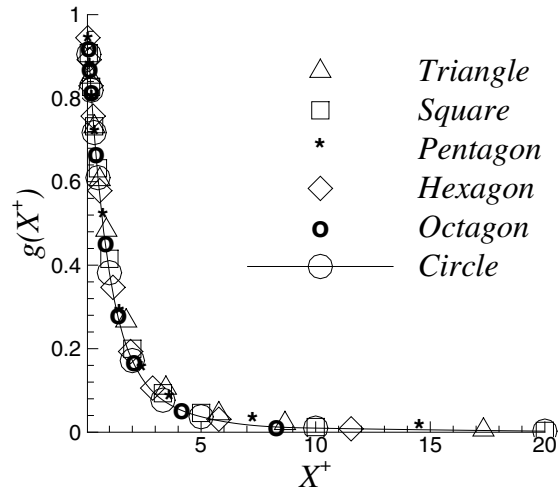 1
0.8
0.6
0.4
0.2
0
5
10
15
20
g(X+)
X+
Triangle
Square
Pentagon
Hexagon
Octagon
Circle